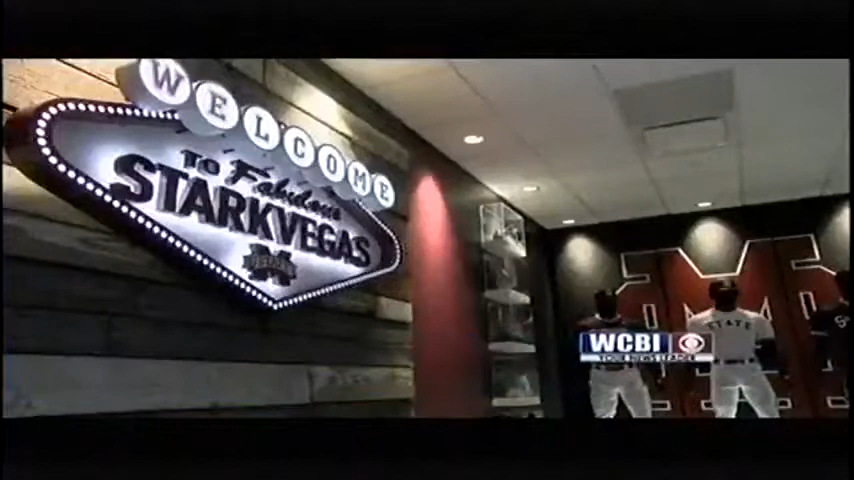 WELCOME
TO Fabulous
STARKVEGAS
STATE
WCBI
YOUR NEWS LEADER